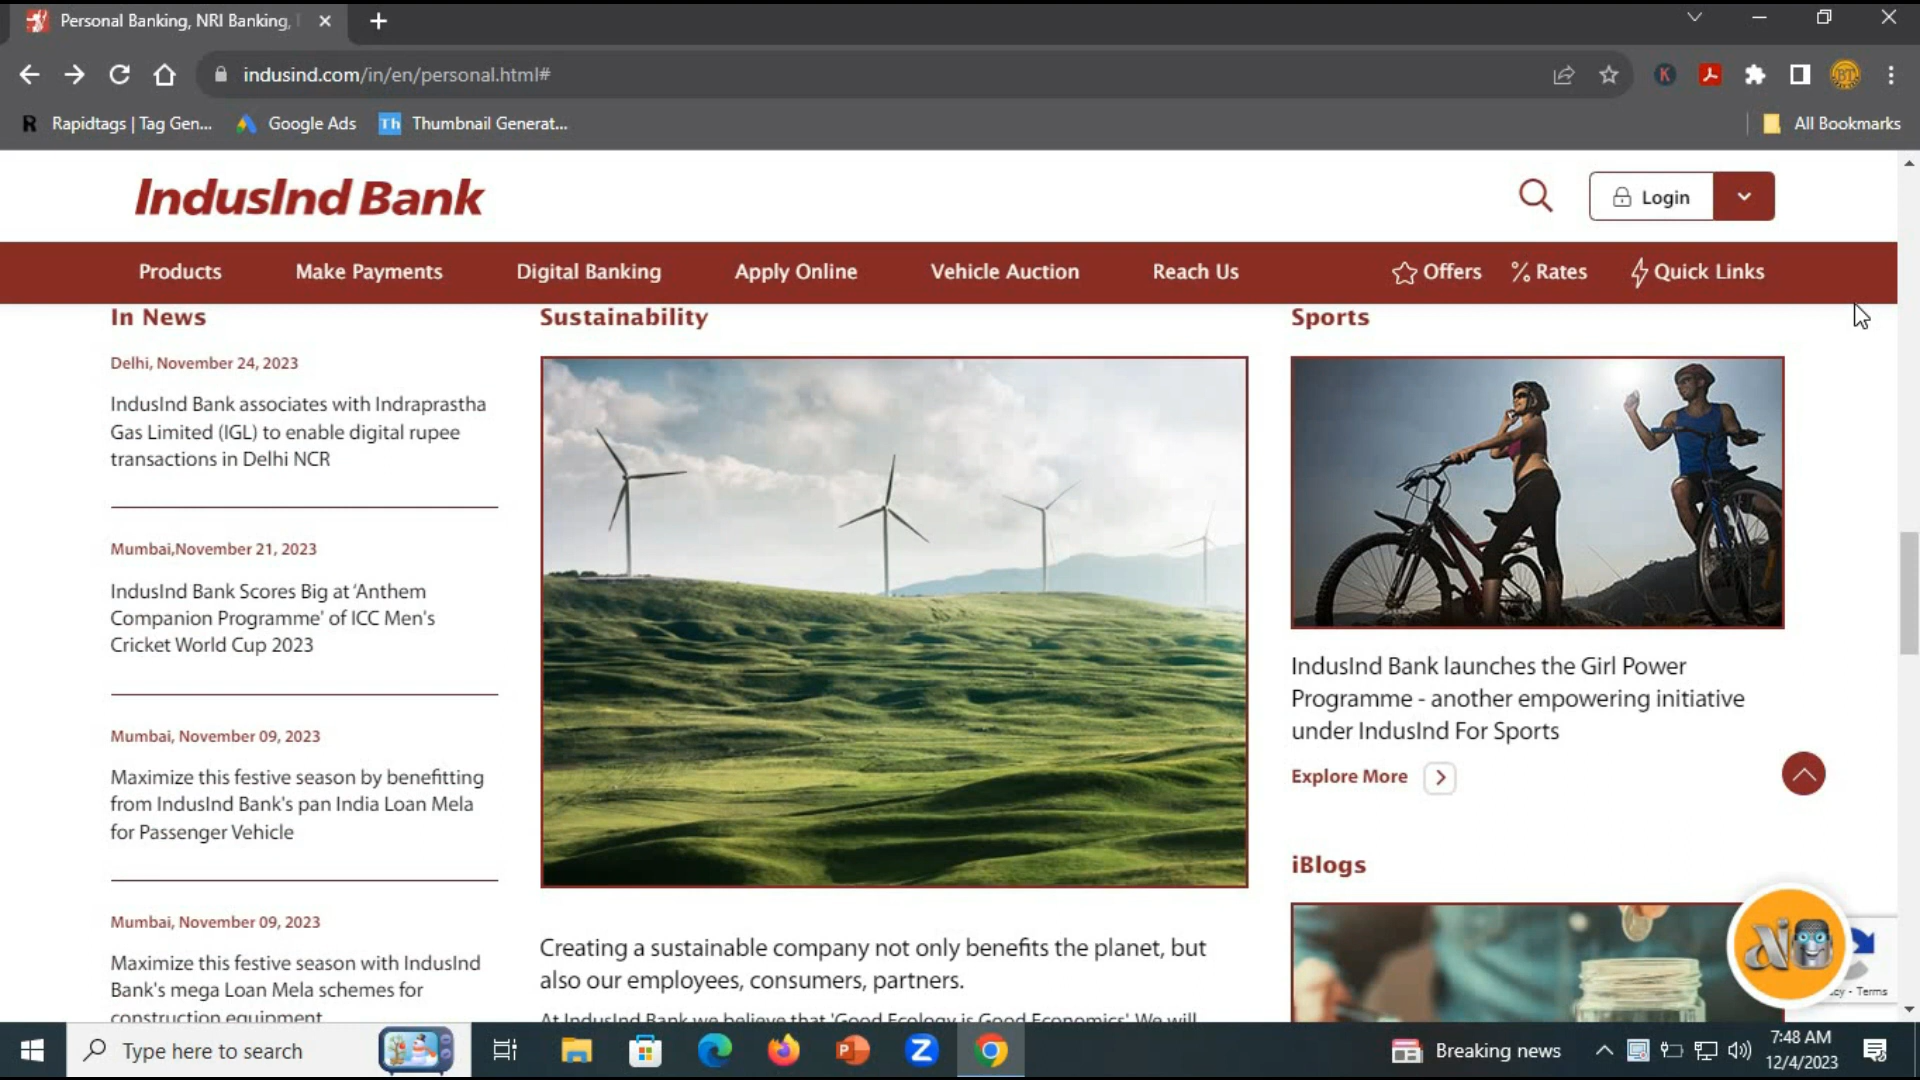 Personal Banking, NRI Banking,
indusind.com/in/en/personal.html#
Rapidtags | Tag Gen...
Google Ads
Th
Thumbnail Generat...
All Bookmarks
IndusInd Bank
Login
Products
Make Payments
Digital Banking
Apply Online
Vehicle Auction
Reach Us
Offers
% Rates
Quick Links
In News
Delhi, November 24, 2023
IndusInd Bank associates with Indraprastha
Gas Limited (IGL) to enable digital rupee
transactions in Delhi NCR
Mumbai,November 21, 2023
IndusInd Bank Scores Big at ‘Anthem
Companion Programme’ of ICC Men's
Cricket World Cup 2023
Mumbai, November 09, 2023
Maximize this festive season by benefitting
from IndusInd Bank's pan India Loan Mela
for Passenger Vehicle
Mumbai, November 09, 2023
Maximize this festive season with IndusInd
Bank's mega Loan Mela schemes for
construction equipment
Sustainability
Creating a sustainable company not only benefits the planet, but
also our employees, consumers, partners.
At IndusInd Bank we believe that 'Good Ecology is Good Economics'. We will
Sports
IndusInd Bank launches the Girl Power
Programme - another empowering initiative
under IndusInd For Sports
Explore More
iBlogs
- Terms
Type here to search
Breaking news
7:48 AM
12/4/2023